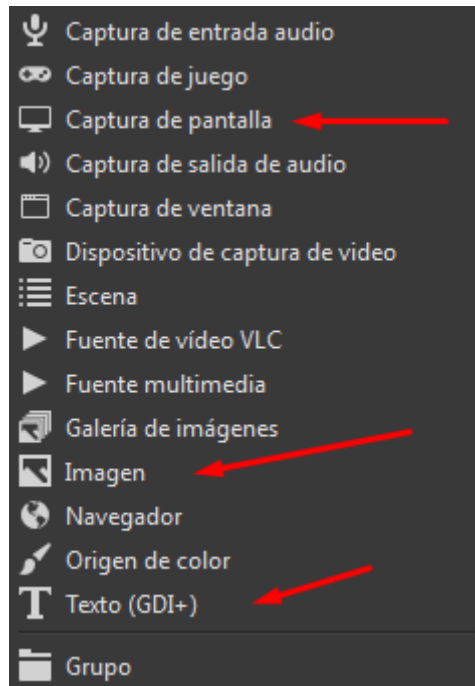 Captura de entrada audio
Captura de juego
Captura de pantalla
Captura de salida de audio
Captura de ventana
Dispositivo de captura de video
Escena
Fuente de vídeo VLC
Fuente multimedia
Galería de imágenes
Imagen
Navegador
Origen de color
Texto (GDI+)
Grupo